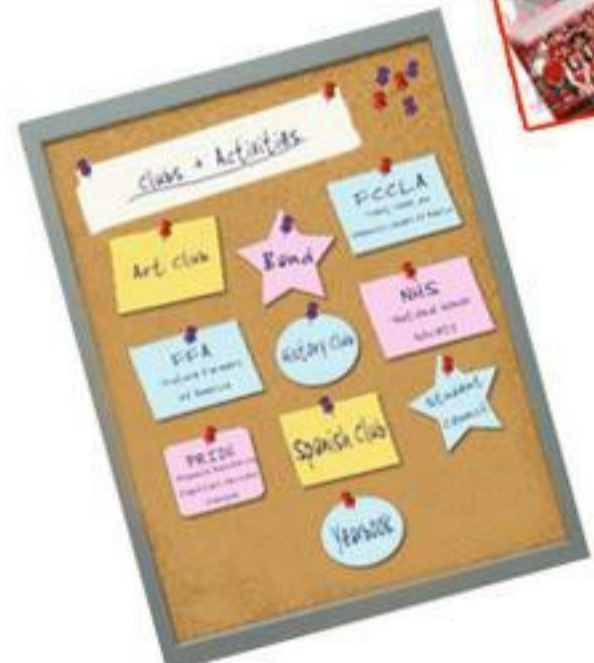 Clubs + Activities
FCCLA
Art Club
Band
NHS
National Honor
Society
FFA
Future Farmers
of America
History Club
Student
Council
PRIDE
Spanish Club
Yearbook